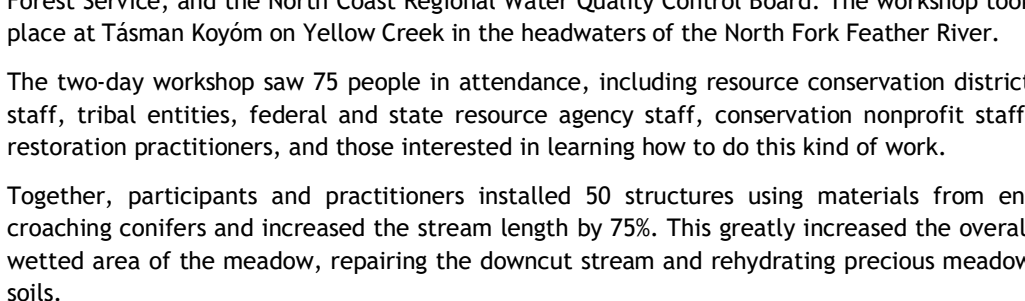 Forest Service, and the North Coast Regional Water Quality Control Board. The workshop took
place at Tásman Koyóm on Yellow Creek in the headwaters of the North Fork Feather River.
The two-day workshop saw 75 people in attendance, including resource conservation district
staff, tribal entities, federal and state resource agency staff, conservation nonprofit staff
restoration practitioners, and those interested in learning how to do this kind of work.
Together, participants and practitioners installed 50 structures using materials from en
croaching conifers and increased the stream length by 75%. This greatly increased the overal
wetted area of the meadow, repairing the downcut stream and rehydrating precious meadow
soils.